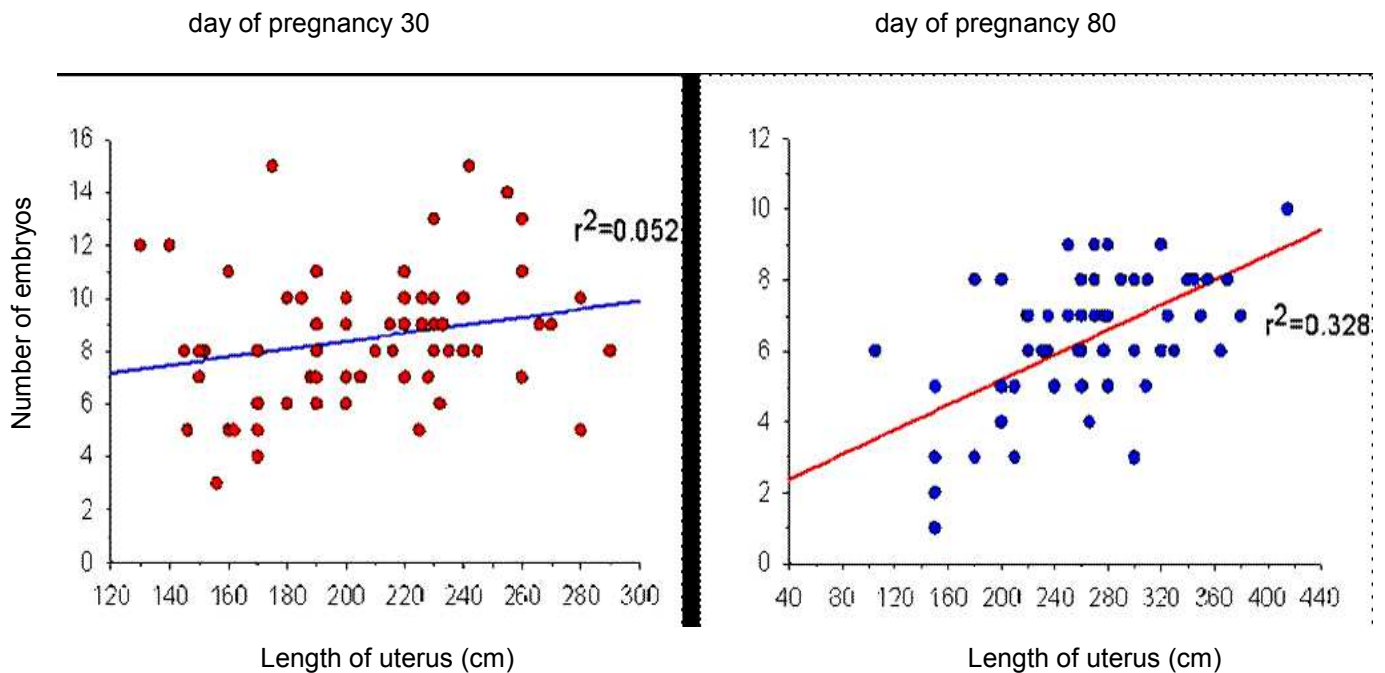 day of pregnancy 30
day of pregnancy 80
Number of embryos
16
14
12
10
8
6
4
2
0
r²=0.052
120 140 160 180 200 220 240 260 280 300
Length of uterus (cm)
12
10
8
6
4
2
0
r²=0.328
40 80 120 160 200 240 280 320 360 400 440
Length of uterus (cm)